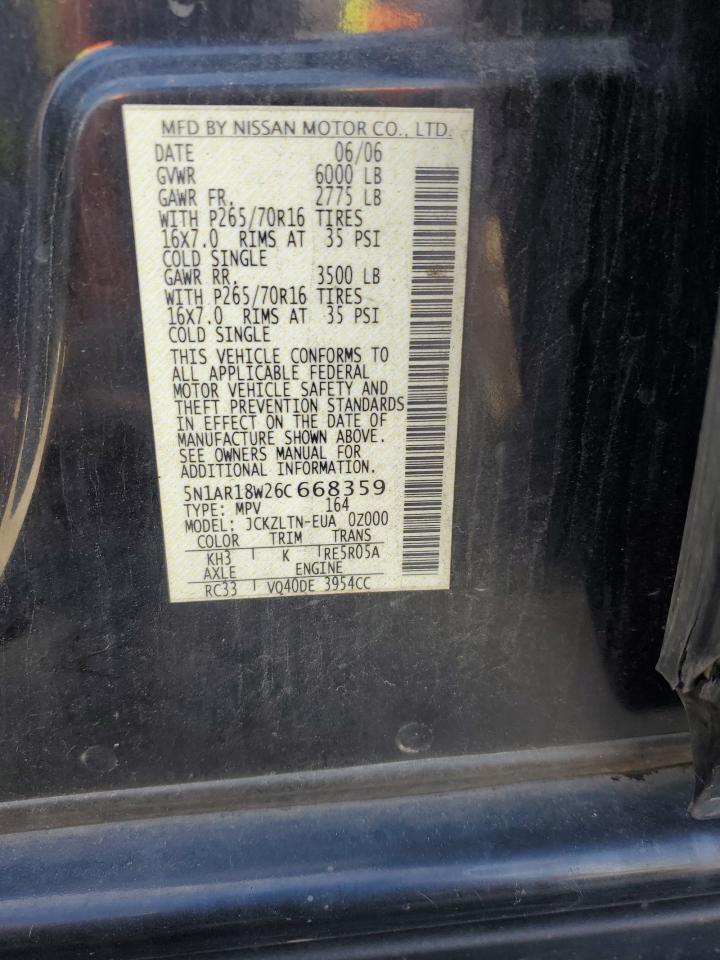 MFD BY NISSAN MOTOR CO., LTD.
DATE 06/06
GVWR 6000 LB
GAWR FR. 2775 LB
WITH P265/70R16 TIRES
16X7.0 RIMS AT 35 PSI
COLD SINGLE
GAWR RR. 3500 LB
WITH P265/70R16 TIRES
16X7.0 RIMS AT 35 PSI
COLD SINGLE
THIS VEHICLE CONFORMS TO
ALL APPLICABLE FEDERAL
MOTOR VEHICLE SAFETY AND
THEFT PREVENTION STANDARDS
IN EFFECT ON THE DATE OF
MANUFACTURE SHOWN ABOVE.
SEE OWNERS MANUAL FOR
ADDITIONAL INFORMATION.
5N1AR18W26C668359
TYPE: MPV 164
MODEL: JCKZLTN-EUA 0Z000
COLOR TRIM TRANS
KH3 K RE5R05A
AXLE ENGINE
RC33 VQ40DE 3954CC